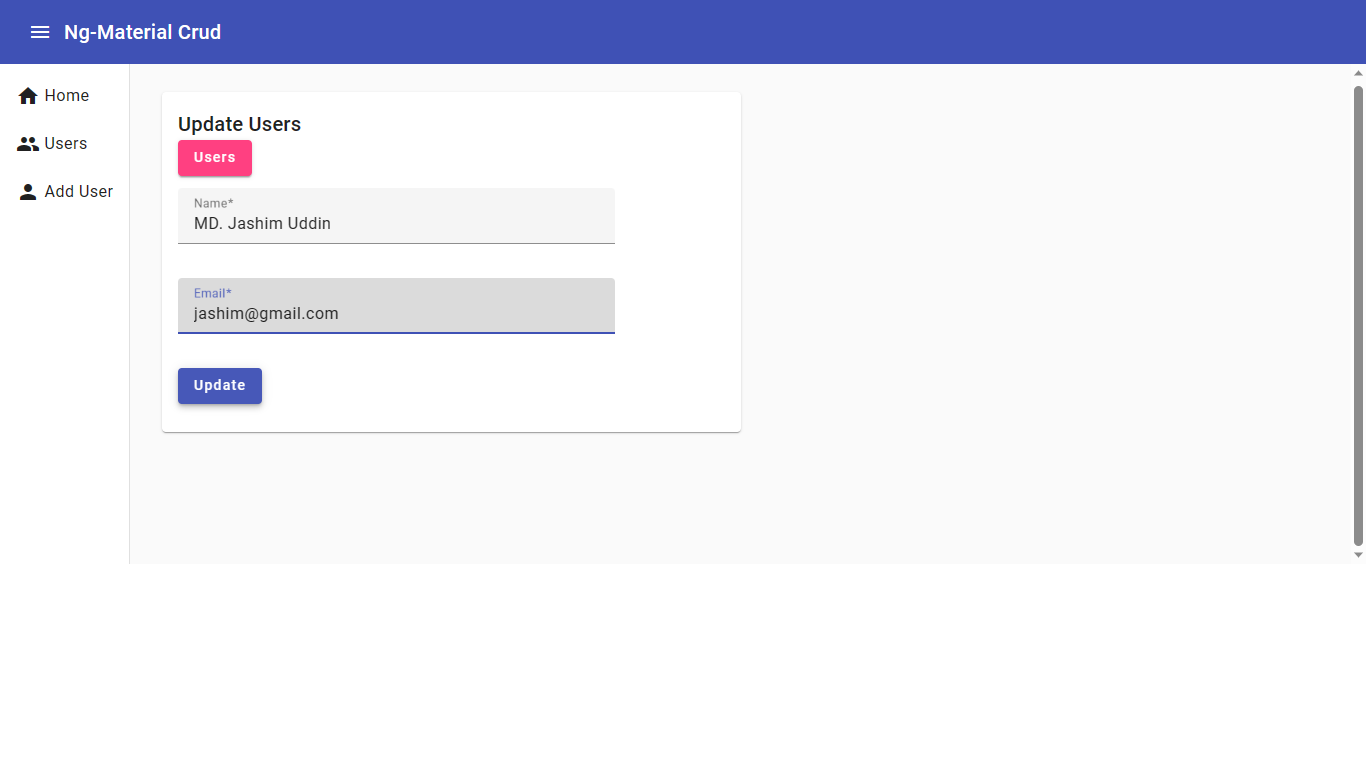 Ng-Material Crud
Home
Users
Add User
Update Users
Users
Name*
MD. Jashim Uddin
Email*
jashim@gmail.com
Update